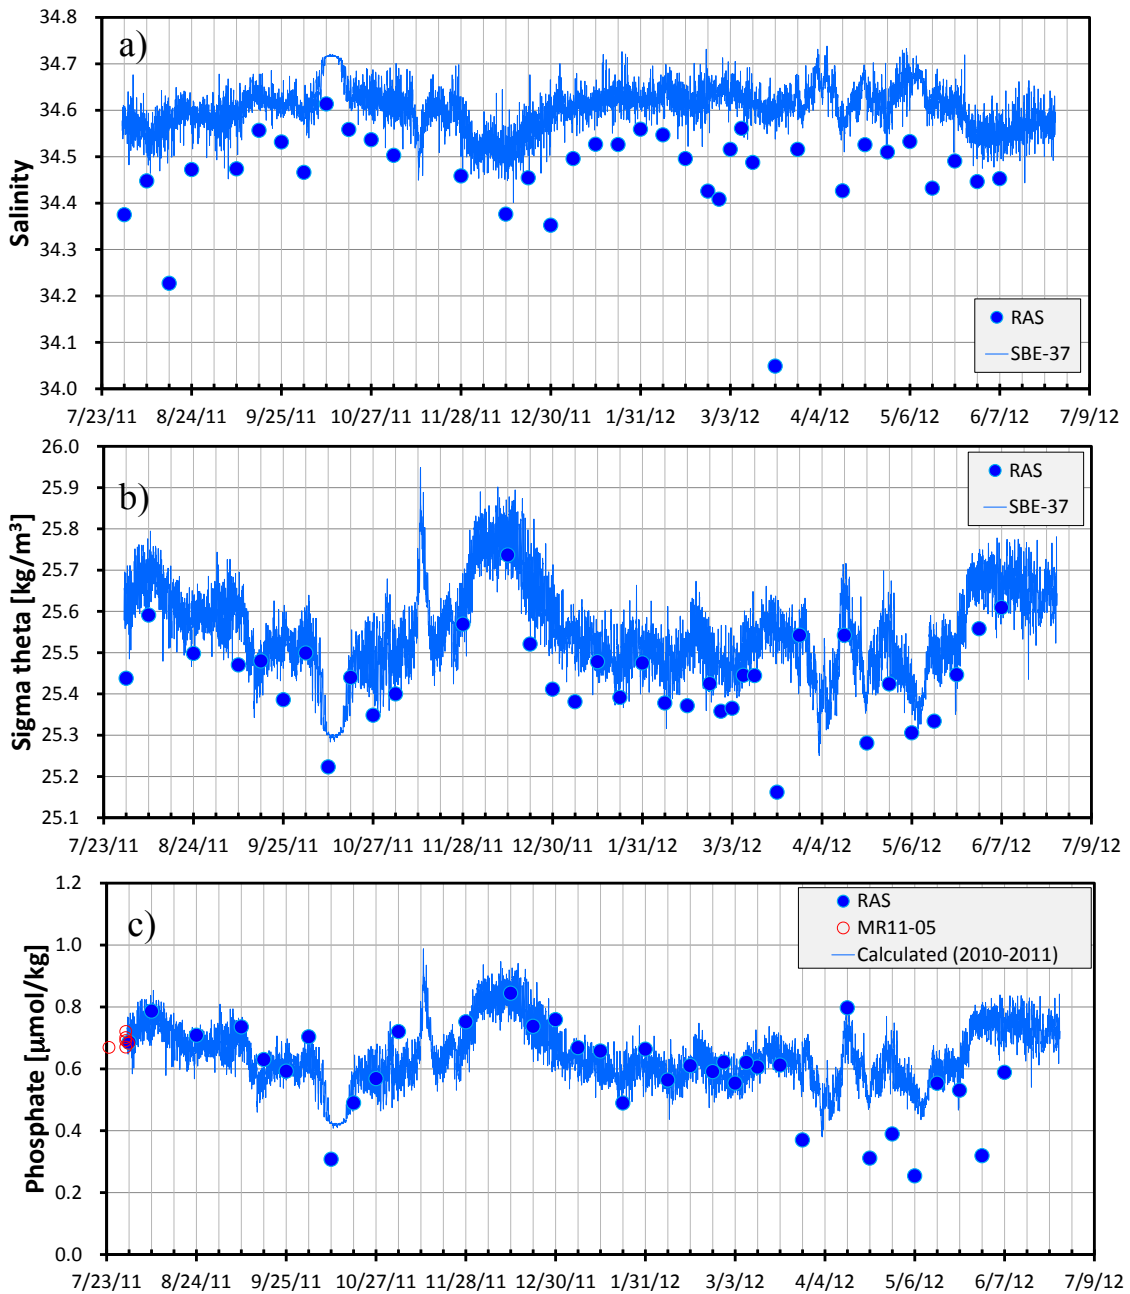 a)
Salinity
34.8
34.7
34.6
34.5
34.4
34.3
34.2
34.1
34.0
RAS
SBE-37
7/23/11 8/24/11 9/25/11 10/27/11 11/28/11 12/30/11 1/31/12 3/3/12 4/4/12 5/6/12 6/7/12 7/9/12
b)
Sigma theta [kg/m³]
26.0
25.9
25.8
25.7
25.6
25.5
25.4
25.3
25.2
25.1
RAS
SBE-37
7/23/11 8/24/11 9/25/11 10/27/11 11/28/11 12/30/11 1/31/12 3/3/12 4/4/12 5/6/12 6/7/12 7/9/12
c)
Phosphate [µmol/kg]
1.2
1.0
0.8
0.6
0.4
0.2
0.0
RAS
MR11-05
Calculated (2010-2011)
7/23/11 8/24/11 9/25/11 10/27/11 11/28/11 12/30/11 1/31/12 3/3/12 4/4/12 5/6/12 6/7/12 7/9/12